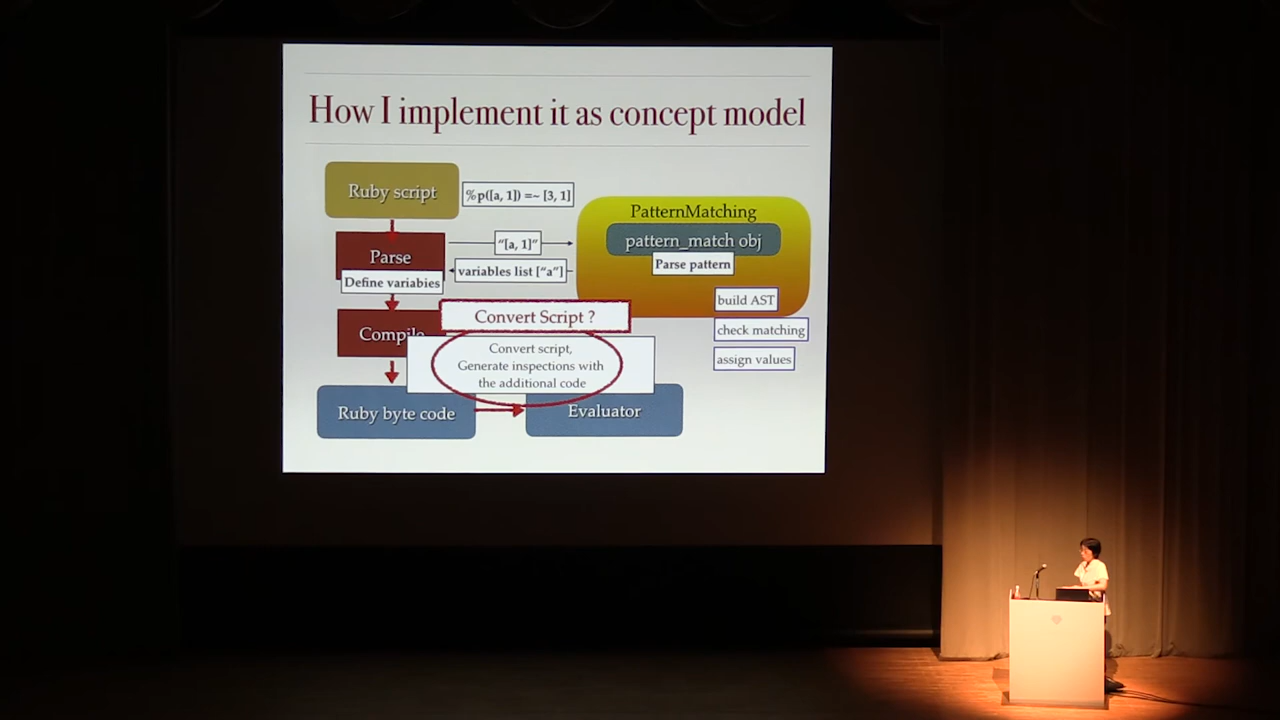 How I implement it as concept model
Ruby script
%p([a, 1]) =~ [3, 1]
PatternMatching
pattern_match obj
Parse pattern
Parse
"[a, 1]"
variables list ["a"]
Define variables
build AST
check matching
assign values
Convert Script ?
Compile
Convert script,
Generate inspections with
the additional code
Ruby byte code
Evaluator